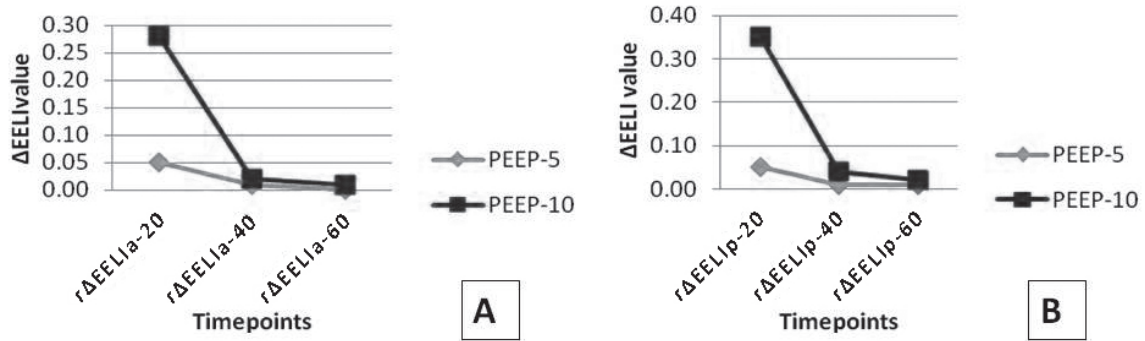 ΔEELIvalue
0.30
0.25
0.20
0.15
0.10
0.05
0.00
rΔEELIa-20
rΔEELIa-40
rΔEELIa-60
Timepoints
PEEP-5
PEEP-10
A
ΔEELI value
0.40
0.30
0.20
0.10
0.00
rΔEELIp-20
rΔEELIp-40
rΔEELIp-60
Timepoints
PEEP-5
PEEP-10
B